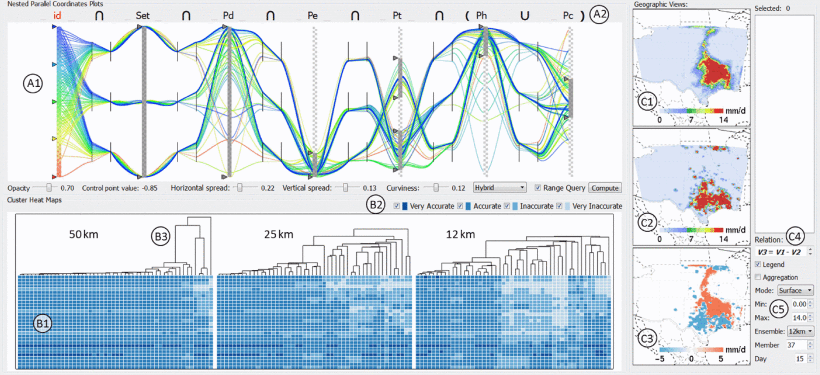 Nested Parallel Coordinates Plots
id ∩ Set ∩ Pd ∩ Pe ∩ Pt ∩ ( Ph ∪ Pc ) A2
A1
Opacity 0.70 Control point value: -0.85 Horizontal spread: 0.22 Vertical spread: 0.13 Curviness: 0.12 Hybrid Range Query Compute
Cluster Heat Maps B2 Very Accurate Accurate Inaccurate Very Inaccurate
50 km B3 25 km 12 km
B1
Geographic Views:
C1
0 7 14 mm/d
C2
0 7 14 mm/d
C3
-5 0 5 mm/d
Selected: 0
Relation: C4
V3 = V1 - V2
Legend
Aggregation
Mode: Surface
Min: 0.00 C5
Max: 14.0
Ensemble: 12km
Member 37
Day 15